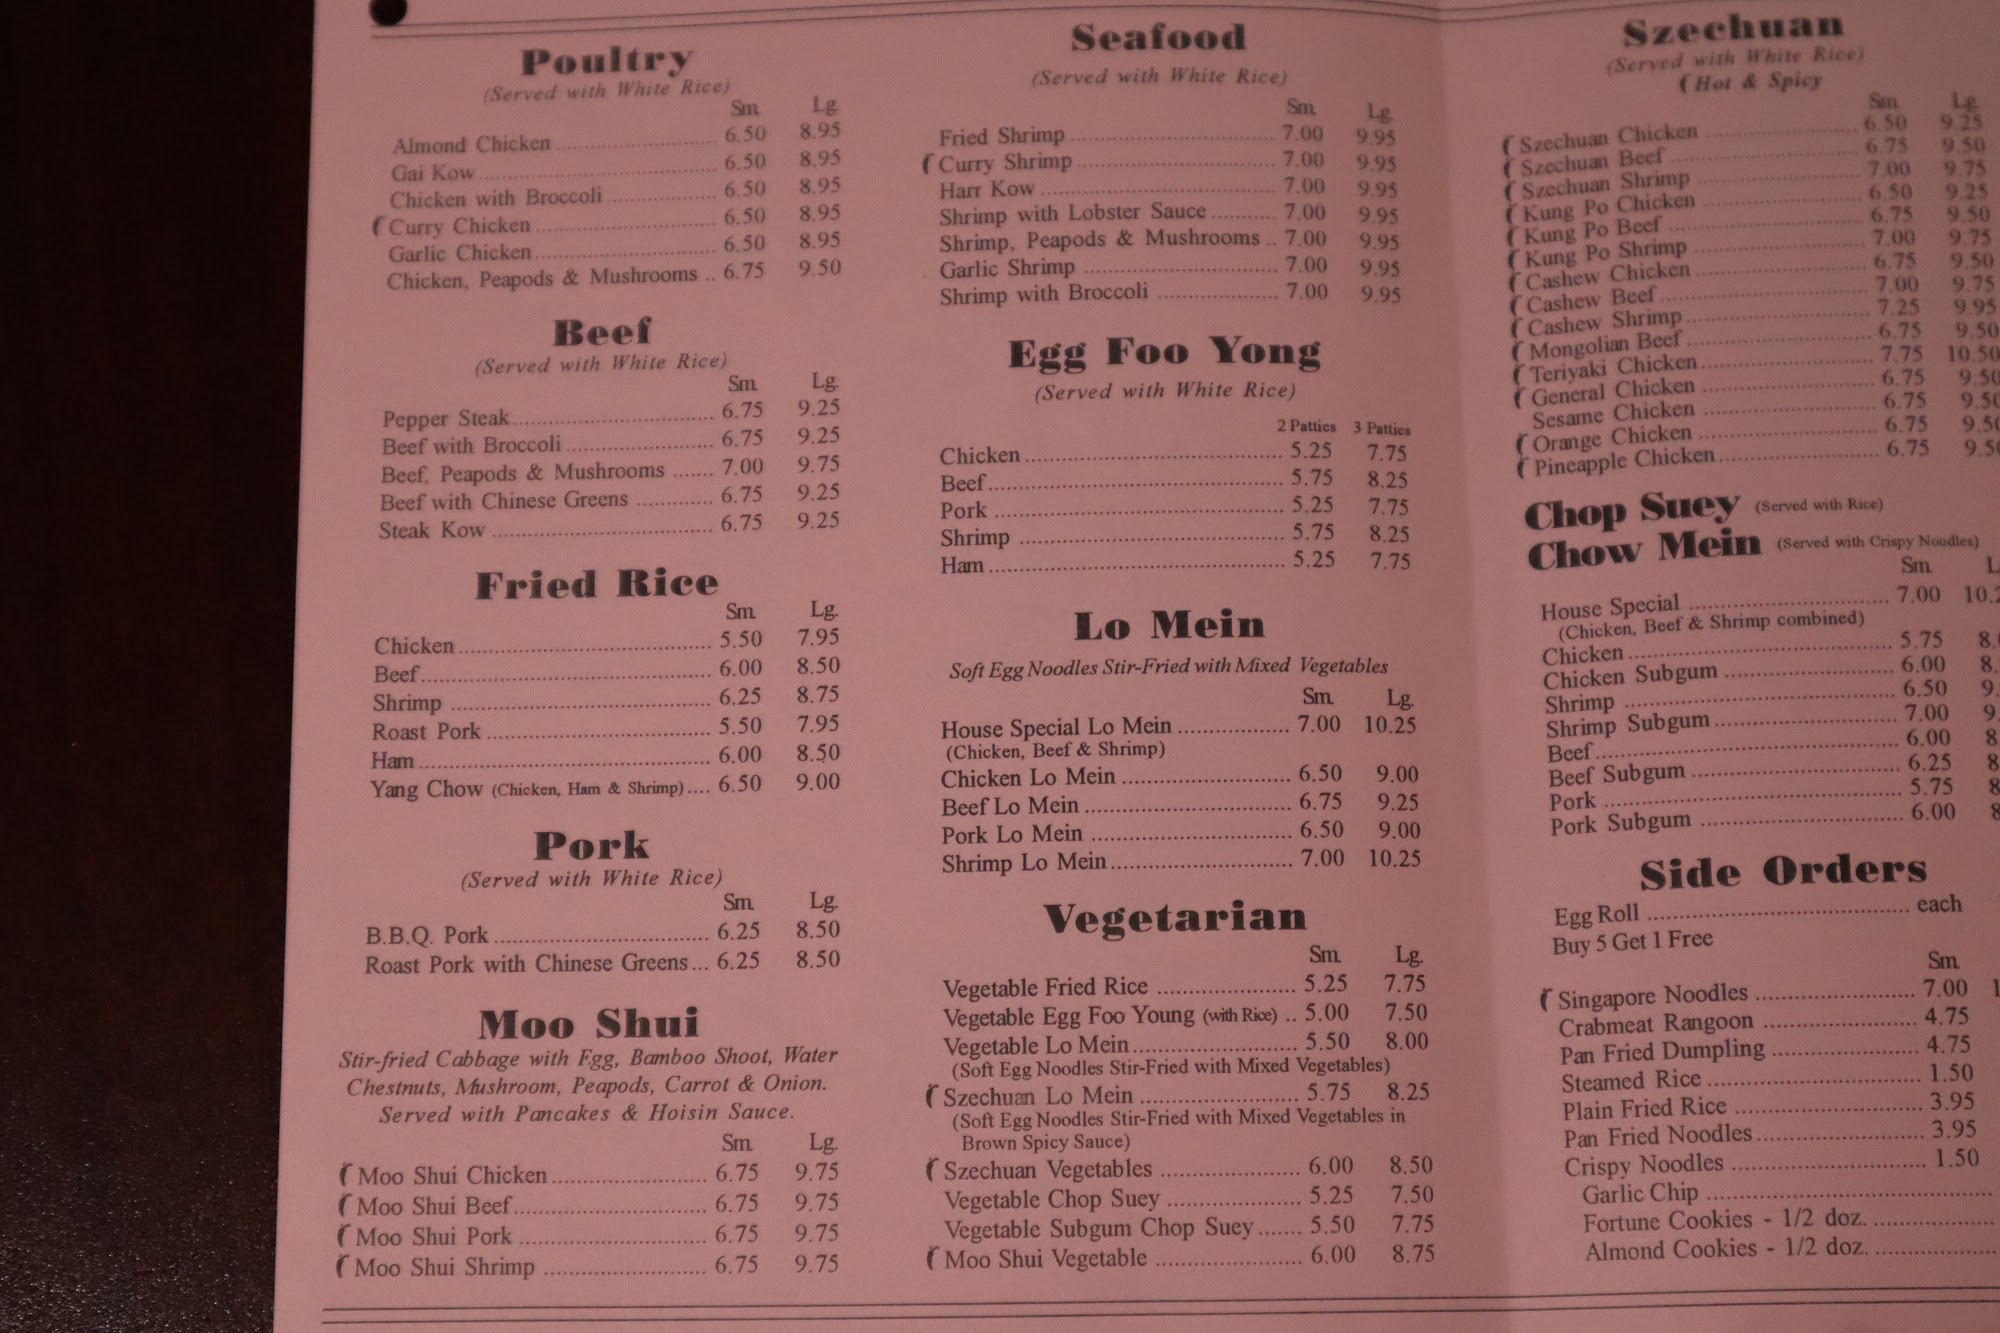 Poultry
(Served with White Rice)
Sm. Lg.
Almond Chicken 6.50 8.95
Gai Kow 6.50 8.95
Chicken with Broccoli 6.50 8.95
Curry Chicken 6.50 8.95
Garlic Chicken 6.50 8.95
Chicken, Peapods & Mushrooms 6.75 9.50
Beef
(Served with White Rice)
Sm. Lg.
Pepper Steak 6.75 9.25
Beef with Broccoli 6.75 9.25
Beef, Peapods & Mushrooms 7.00 9.75
Beef with Chinese Greens 6.75 9.25
Steak Kow 6.75 9.25
Fried Rice
Sm. Lg.
Chicken 5.50 7.95
Beef 6.00 8.50
Shrimp 6.25 8.75
Roast Pork 5.50 7.95
Ham 6.00 8.50
Yang Chow (Chicken, Ham & Shrimp) 6.50 9.00
Pork
(Served with White Rice)
Sm. Lg.
B.B.Q. Pork 6.25 8.50
Roast Pork with Chinese Greens 6.25 8.50
Moo Shui
Stir-fried Cabbage with Egg, Bamboo Shoot, Water
Chestnuts, Mushroom, Peapods, Carrot & Onion.
Served with Pancakes & Hoisin Sauce.
Sm. Lg.
Moo Shui Chicken 6.75 9.75
Moo Shui Beef 6.75 9.75
Moo Shui Pork 6.75 9.75
Moo Shui Shrimp 6.75 9.75
Seafood
(Served with White Rice)
Sm. Lg.
Fried Shrimp 7.00 9.95
Curry Shrimp 7.00 9.95
Harr Kow 7.00 9.95
Shrimp with Lobster Sauce 7.00 9.95
Shrimp, Peapods & Mushrooms 7.00 9.95
Garlic Shrimp 7.00 9.95
Shrimp with Broccoli 7.00 9.95
Egg Foo Yong
(Served with White Rice)
2 Patties 3 Patties
Chicken 5.25 7.75
Beef 5.75 8.25
Pork 5.25 7.75
Shrimp 5.75 8.25
Ham 5.25 7.75
Lo Mein
Soft Egg Noodles Stir-Fried with Mixed Vegetables
Sm. Lg.
House Special Lo Mein 7.00 10.25
(Chicken, Beef & Shrimp)
Chicken Lo Mein 6.50 9.00
Beef Lo Mein 6.75 9.25
Pork Lo Mein 6.50 9.00
Shrimp Lo Mein 7.00 10.25
Vegetarian
Sm. Lg.
Vegetable Fried Rice 5.25 7.75
Vegetable Egg Foo Young (with Rice) 5.00 7.50
Vegetable Lo Mein 5.50 8.00
(Soft Egg Noodles Stir-Fried with Mixed Vegetables)
Szechuan Lo Mein 5.75 8.25
(Soft Egg Noodles Stir-Fried with Mixed Vegetables in
Brown Spicy Sauce)
Szechuan Vegetables 6.00 8.50
Vegetable Chop Suey 5.25 7.50
Vegetable Subgum Chop Suey 5.50 7.75
Moo Shui Vegetable 6.00 8.75
Szechuan
(Served with White Rice)
Hot & Spicy
Sm. Lg.
Szechuan Chicken 6.50 9.25
Szechuan Beef 6.75 9.50
Szechuan Shrimp 7.00 9.75
Kung Po Chicken 6.50 9.25
Kung Po Beef 6.75 9.50
Kung Po Shrimp 7.00 9.75
Cashew Chicken 6.75 9.50
Cashew Beef 7.00 9.75
Cashew Shrimp 7.25 9.95
Mongolian Beef 6.75 9.50
Teriyaki Chicken 7.75 10.50
General Chicken 6.75 9.50
Sesame Chicken 6.75 9.50
Orange Chicken 6.75 9.50
Pineapple Chicken 6.75 9.50
Chop Suey (Served with Rice)
Chow Mein (Served with Crispy Noodles)
Sm.
House Special 7.00
(Chicken, Beef & Shrimp combined)
Chicken 5.75
Chicken Subgum 6.00
Shrimp 6.50
Shrimp Subgum 7.00
Beef 6.00
Beef Subgum 6.25
Pork 5.75
Pork Subgum 6.00
Side Orders
Egg Roll each
Buy 5 Get 1 Free
Sm.
Singapore Noodles 7.00
Crabmeat Rangoon 4.75
Pan Fried Dumpling 4.75
Steamed Rice 1.50
Plain Fried Rice 3.95
Pan Fried Noodles 3.95
Crispy Noodles 1.50
Garlic Chip
Fortune Cookies - 1/2 doz.
Almond Cookies - 1/2 doz.